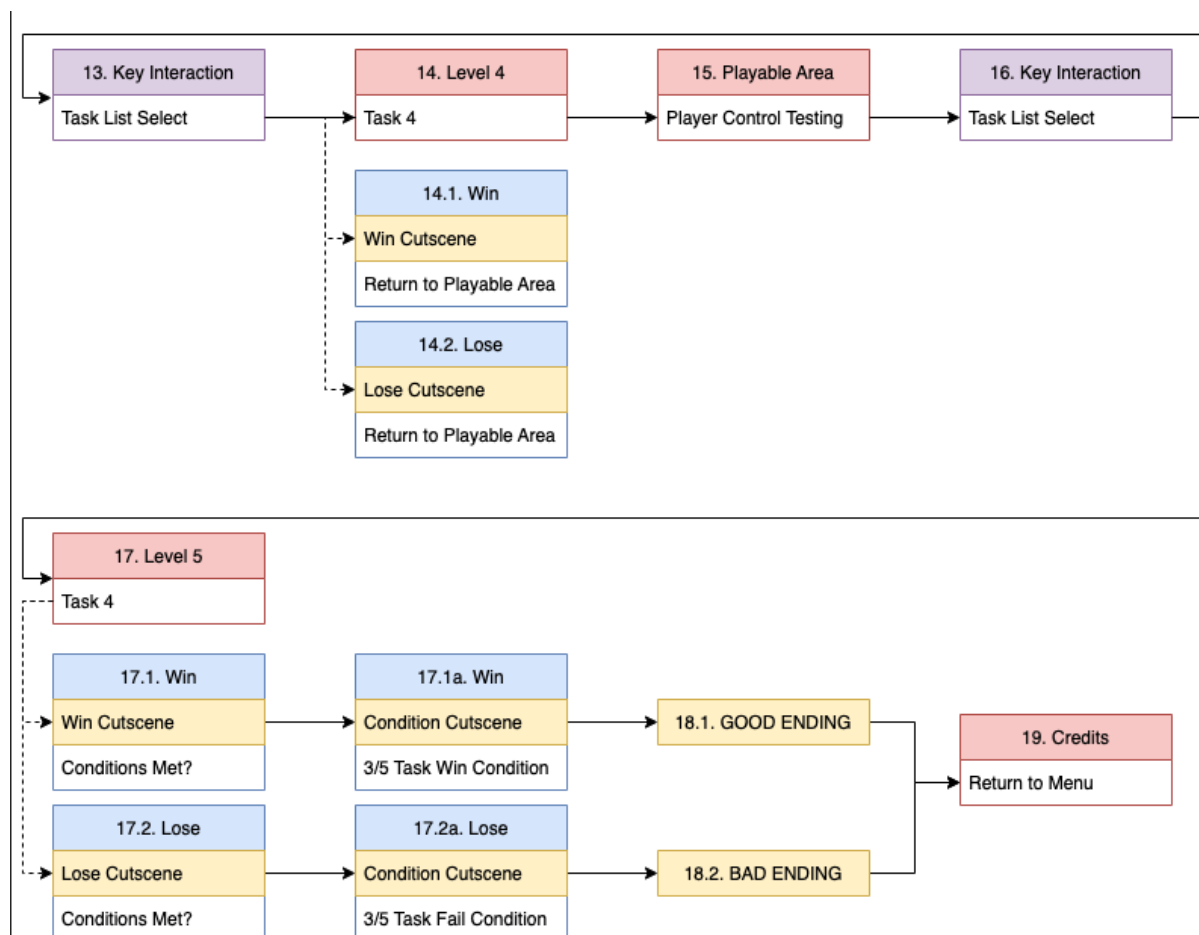 13. Key Interaction
Task List Select
14. Level 4
Task 4
15. Playable Area
Player Control Testing
16. Key Interaction
Task List Select
14.1. Win
Win Cutscene
Return to Playable Area
14.2. Lose
Lose Cutscene
Return to Playable Area
17. Level 5
Task 4
17.1. Win
Win Cutscene
Conditions Met?
17.1a. Win
Condition Cutscene
3/5 Task Win Condition
18.1. GOOD ENDING
19. Credits
Return to Menu
17.2. Lose
Lose Cutscene
Conditions Met?
17.2a. Lose
Condition Cutscene
3/5 Task Fail Condition
18.2. BAD ENDING